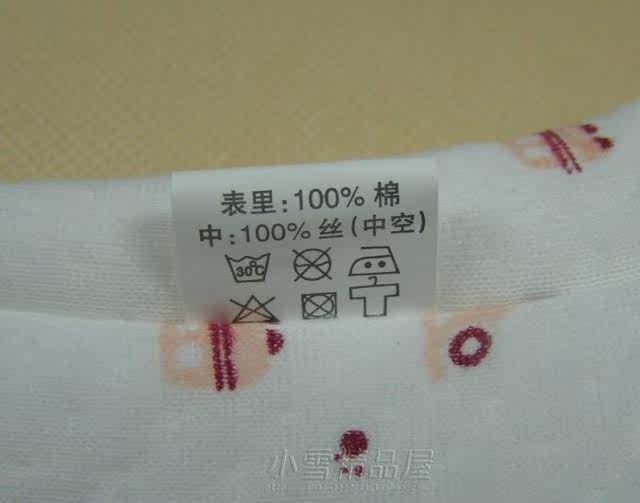 表里:100% 棉
中:100% 丝(中空)
30℃
小雪精品屋